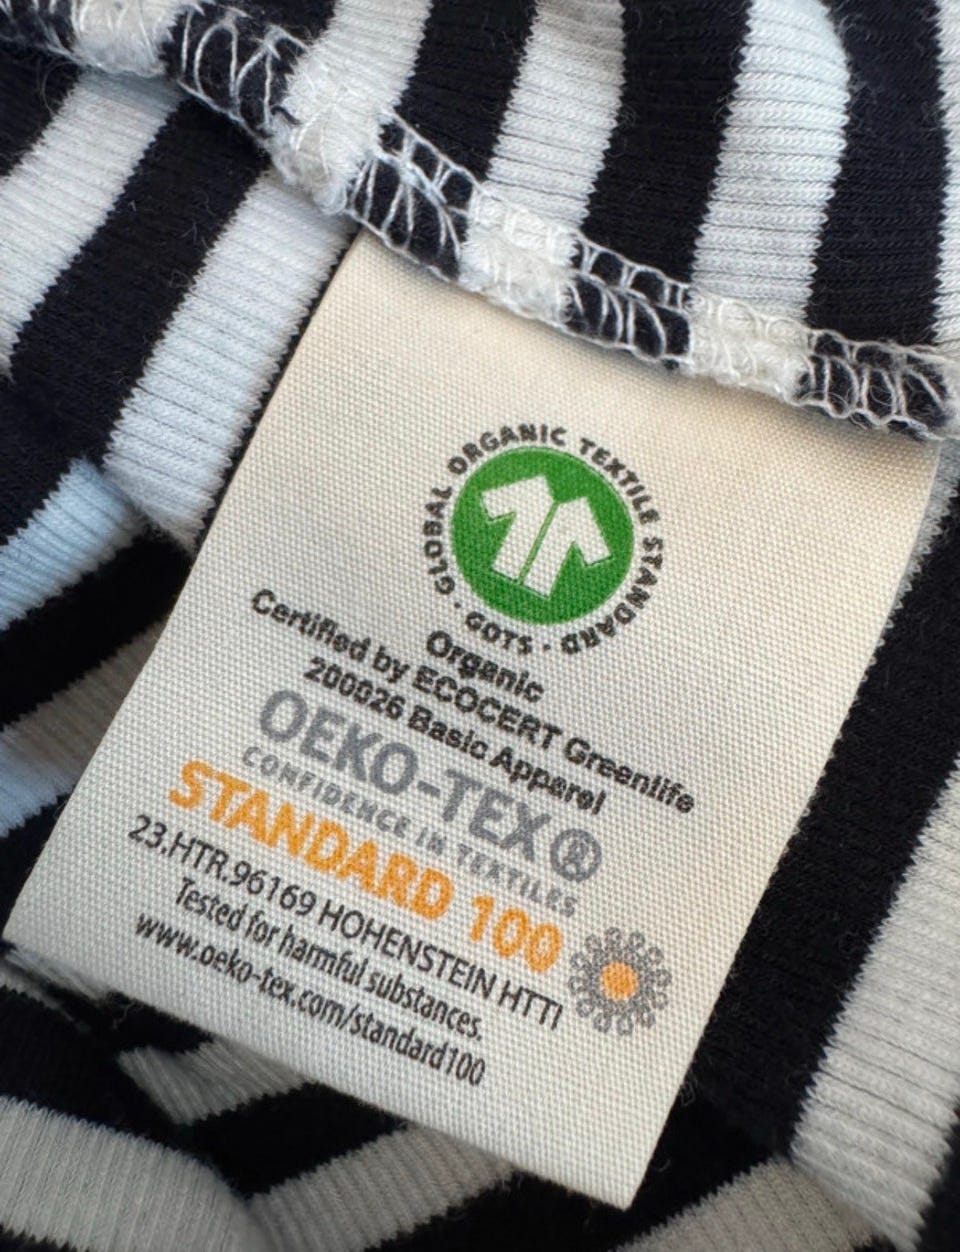 GLOBAL ORGANIC TEXTILE STANDARD · GOTS ·
Organic
Certified by ECOCERT Greenlife
200026 Basic Apparel
OEKO-TEX®
CONFIDENCE IN TEXTILES
STANDARD 100
23.HTR.96169 HOHENSTEIN HTTI
Tested for harmful substances.
www.oeko-tex.com/standard100